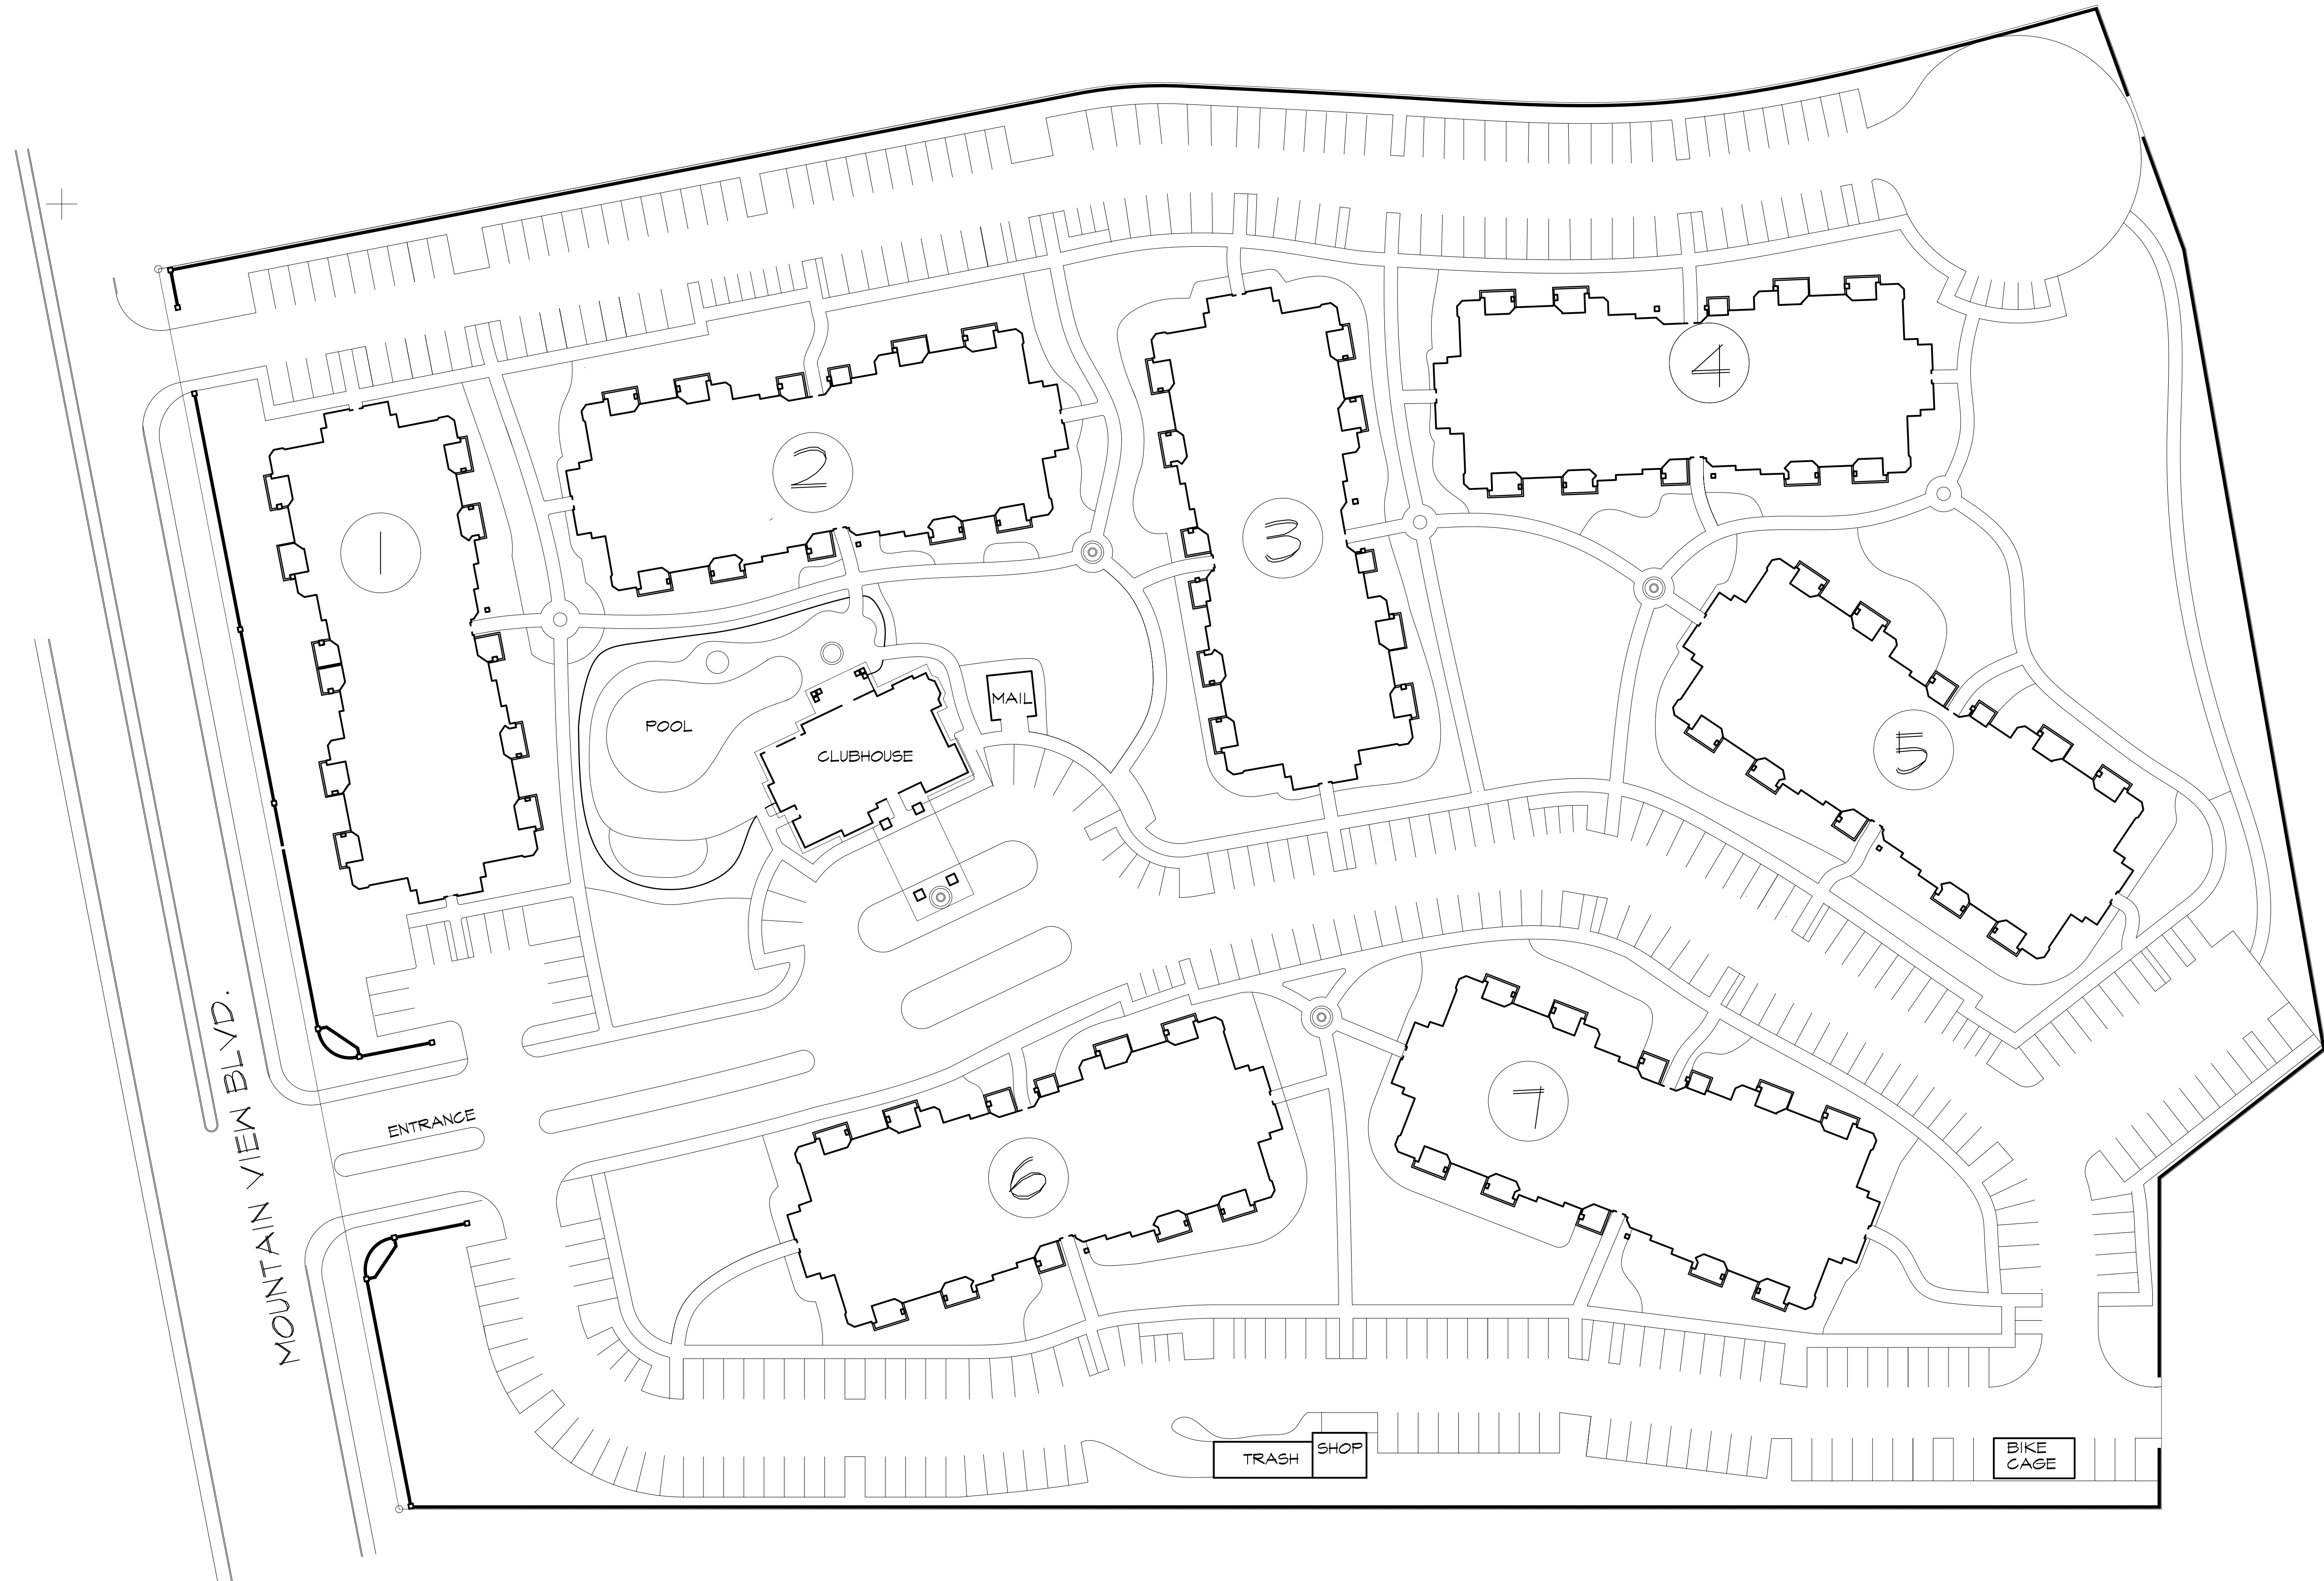 1
2
3
4
5
6
7
POOL
MAIL
CLUBHOUSE
ENTRANCE
MOUNTAIN VIEW BLVD.
TRASH
SHOP
BIKE
CAGE